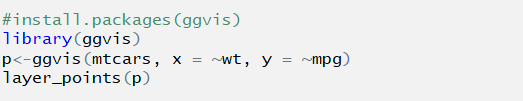 #install.packages(ggvis)
library(ggvis)
p<-ggvis(mtcars, x = ~wt, y = ~mpg)
layer_points(p)